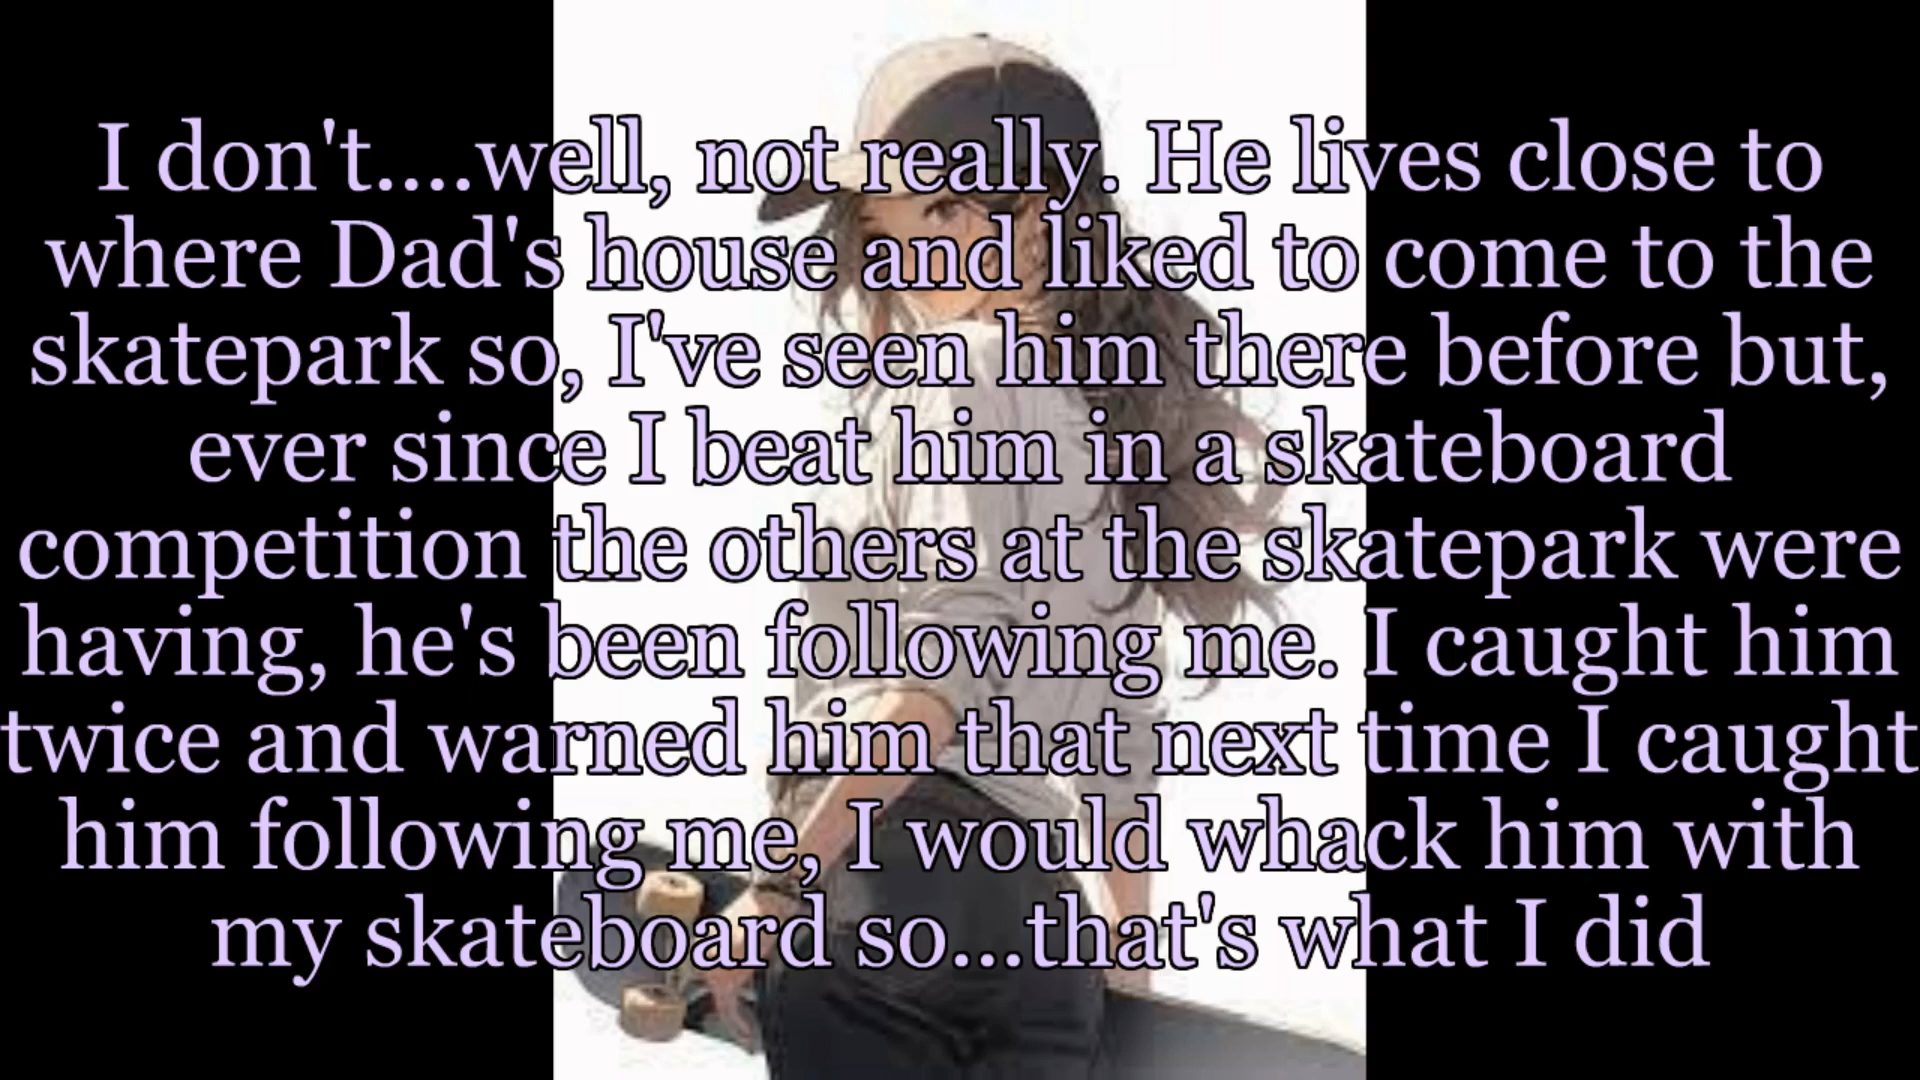 I don't....well, not really. He lives close to
where Dad's house and liked to come to the
skatepark so, I've seen him there before but,
ever since I beat him in a skateboard
competition the others at the skatepark were
having, he's been following me. I caught him
twice and warned him that next time I caught
him following me, I would whack him with
my skateboard so...that's what I did